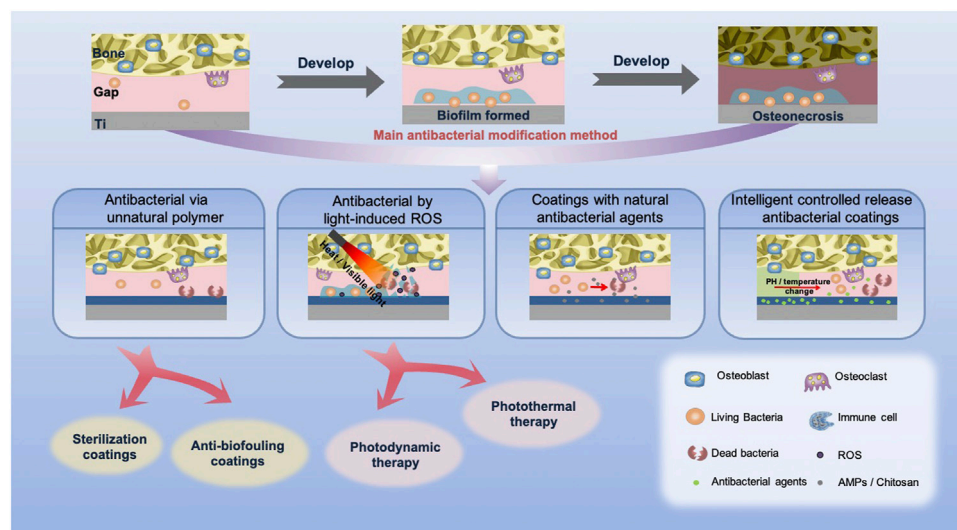 Bone
Gap
Ti
Develop
Biofilm formed
Develop
Osteonecrosis
Main antibacterial modification method
Antibacterial via
unnatural polymer
Antibacterial by
light-induced ROS
Heat / Visible light
Coatings with natural
antibacterial agents
Intelligent controlled release
antibacterial coatings
PH / temperature
change
Sterilization
coatings
Anti-biofouling
coatings
Photodynamic
therapy
Photothermal
therapy
Osteoblast
Osteoclast
Living Bacteria
Immune cell
Dead bacteria
ROS
Antibacterial agents
AMPs / Chitosan